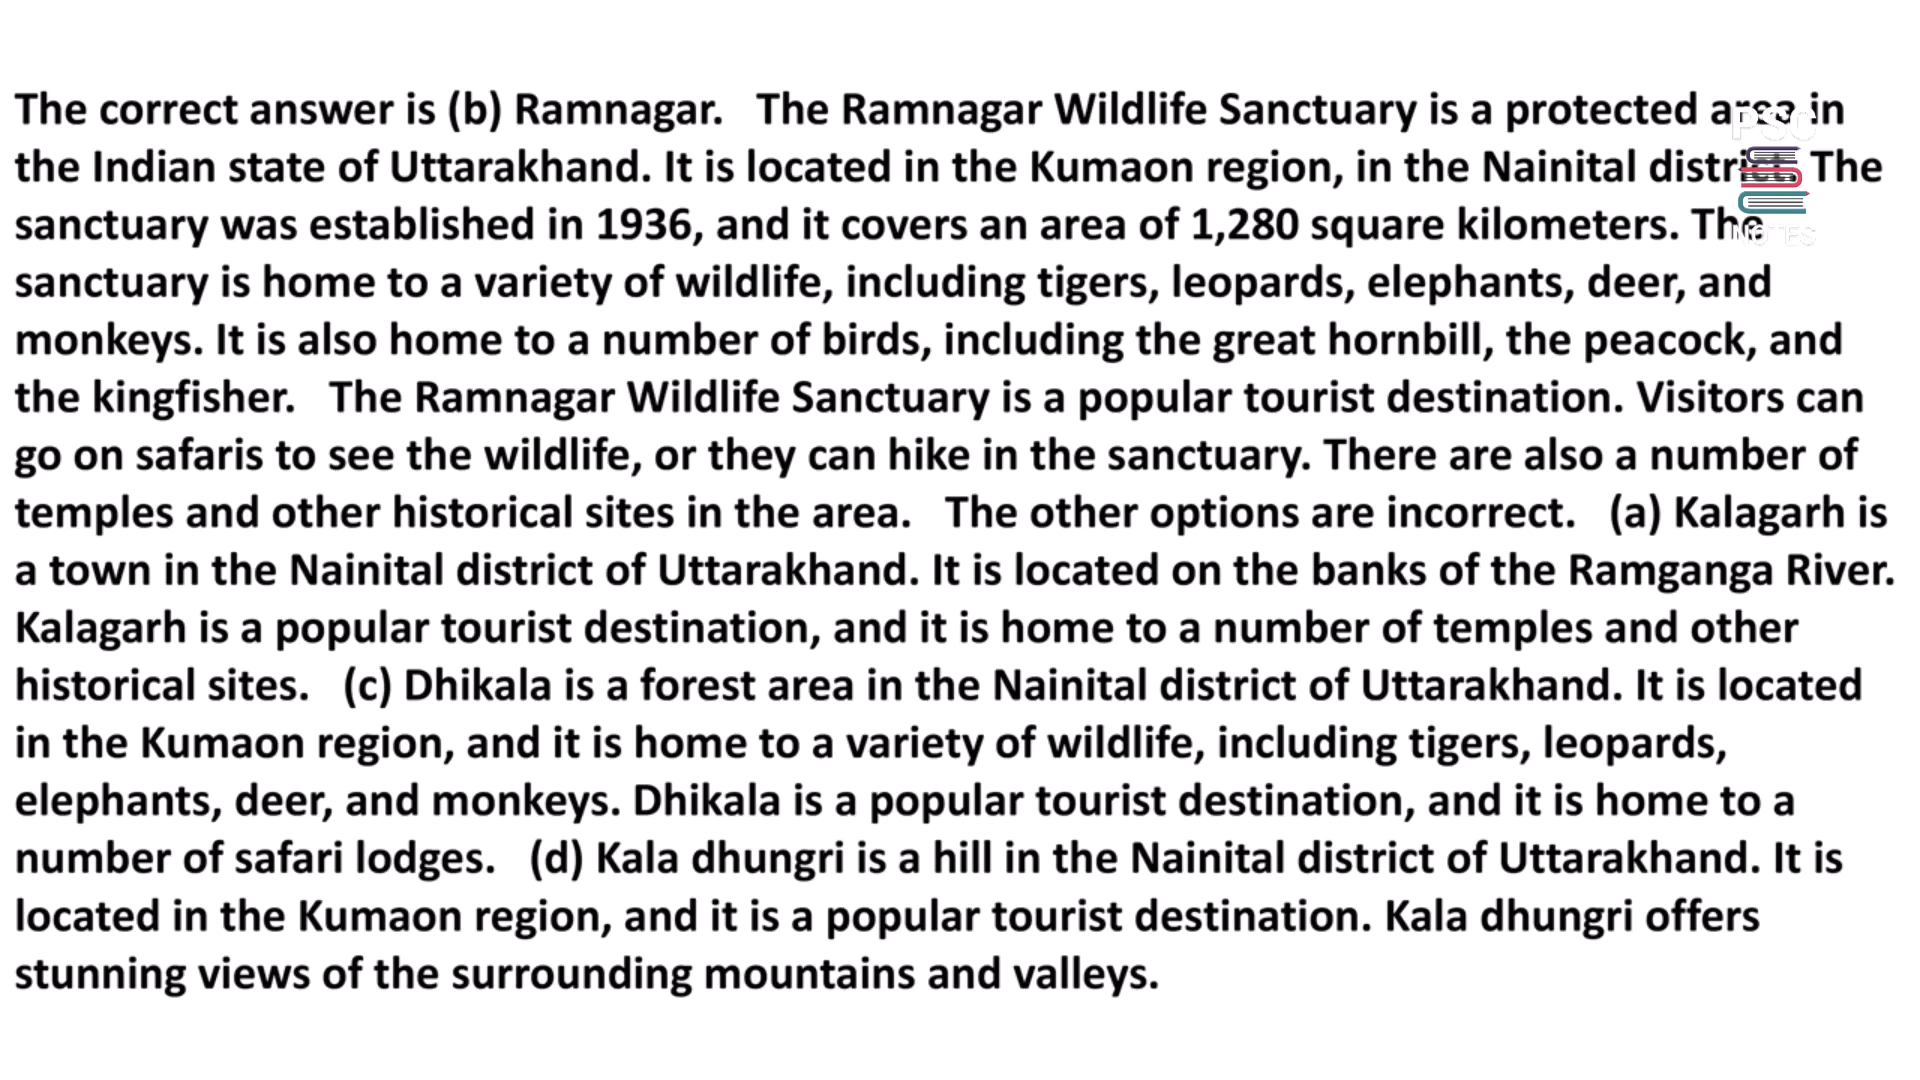 The correct answer is (b) Ramnagar. The Ramnagar Wildlife Sanctuary is a protected area in
the Indian state of Uttarakhand. It is located in the Kumaon region, in the Nainital district. The
sanctuary was established in 1936, and it covers an area of 1,280 square kilometers. The
sanctuary is home to a variety of wildlife, including tigers, leopards, elephants, deer, and
monkeys. It is also home to a number of birds, including the great hornbill, the peacock, and
the kingfisher. The Ramnagar Wildlife Sanctuary is a popular tourist destination. Visitors can
go on safaris to see the wildlife, or they can hike in the sanctuary. There are also a number of
temples and other historical sites in the area. The other options are incorrect. (a) Kalagarh is
a town in the Nainital district of Uttarakhand. It is located on the banks of the Ramganga River.
Kalagarh is a popular tourist destination, and it is home to a number of temples and other
historical sites. (c) Dhikala is a forest area in the Nainital district of Uttarakhand. It is located
in the Kumaon region, and it is home to a variety of wildlife, including tigers, leopards,
elephants, deer, and monkeys. Dhikala is a popular tourist destination, and it is home to a
number of safari lodges. (d) Kala dhungri is a hill in the Nainital district of Uttarakhand. It is
located in the Kumaon region, and it is a popular tourist destination. Kala dhungri offers
stunning views of the surrounding mountains and valleys.
PSC
NOTES